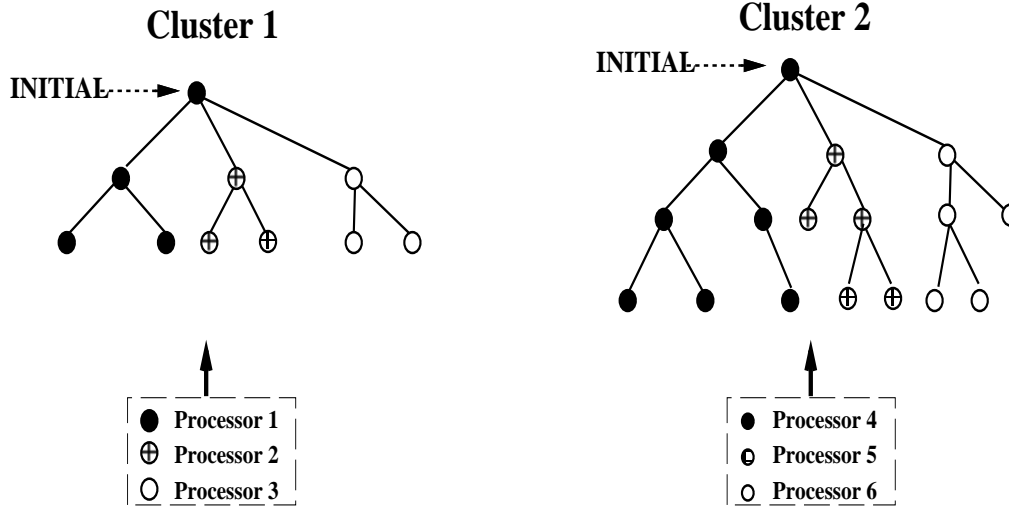 Cluster 1
INITIAL
Processor 1
Processor 2
Processor 3
Cluster 2
INITIAL
Processor 4
Processor 5
Processor 6